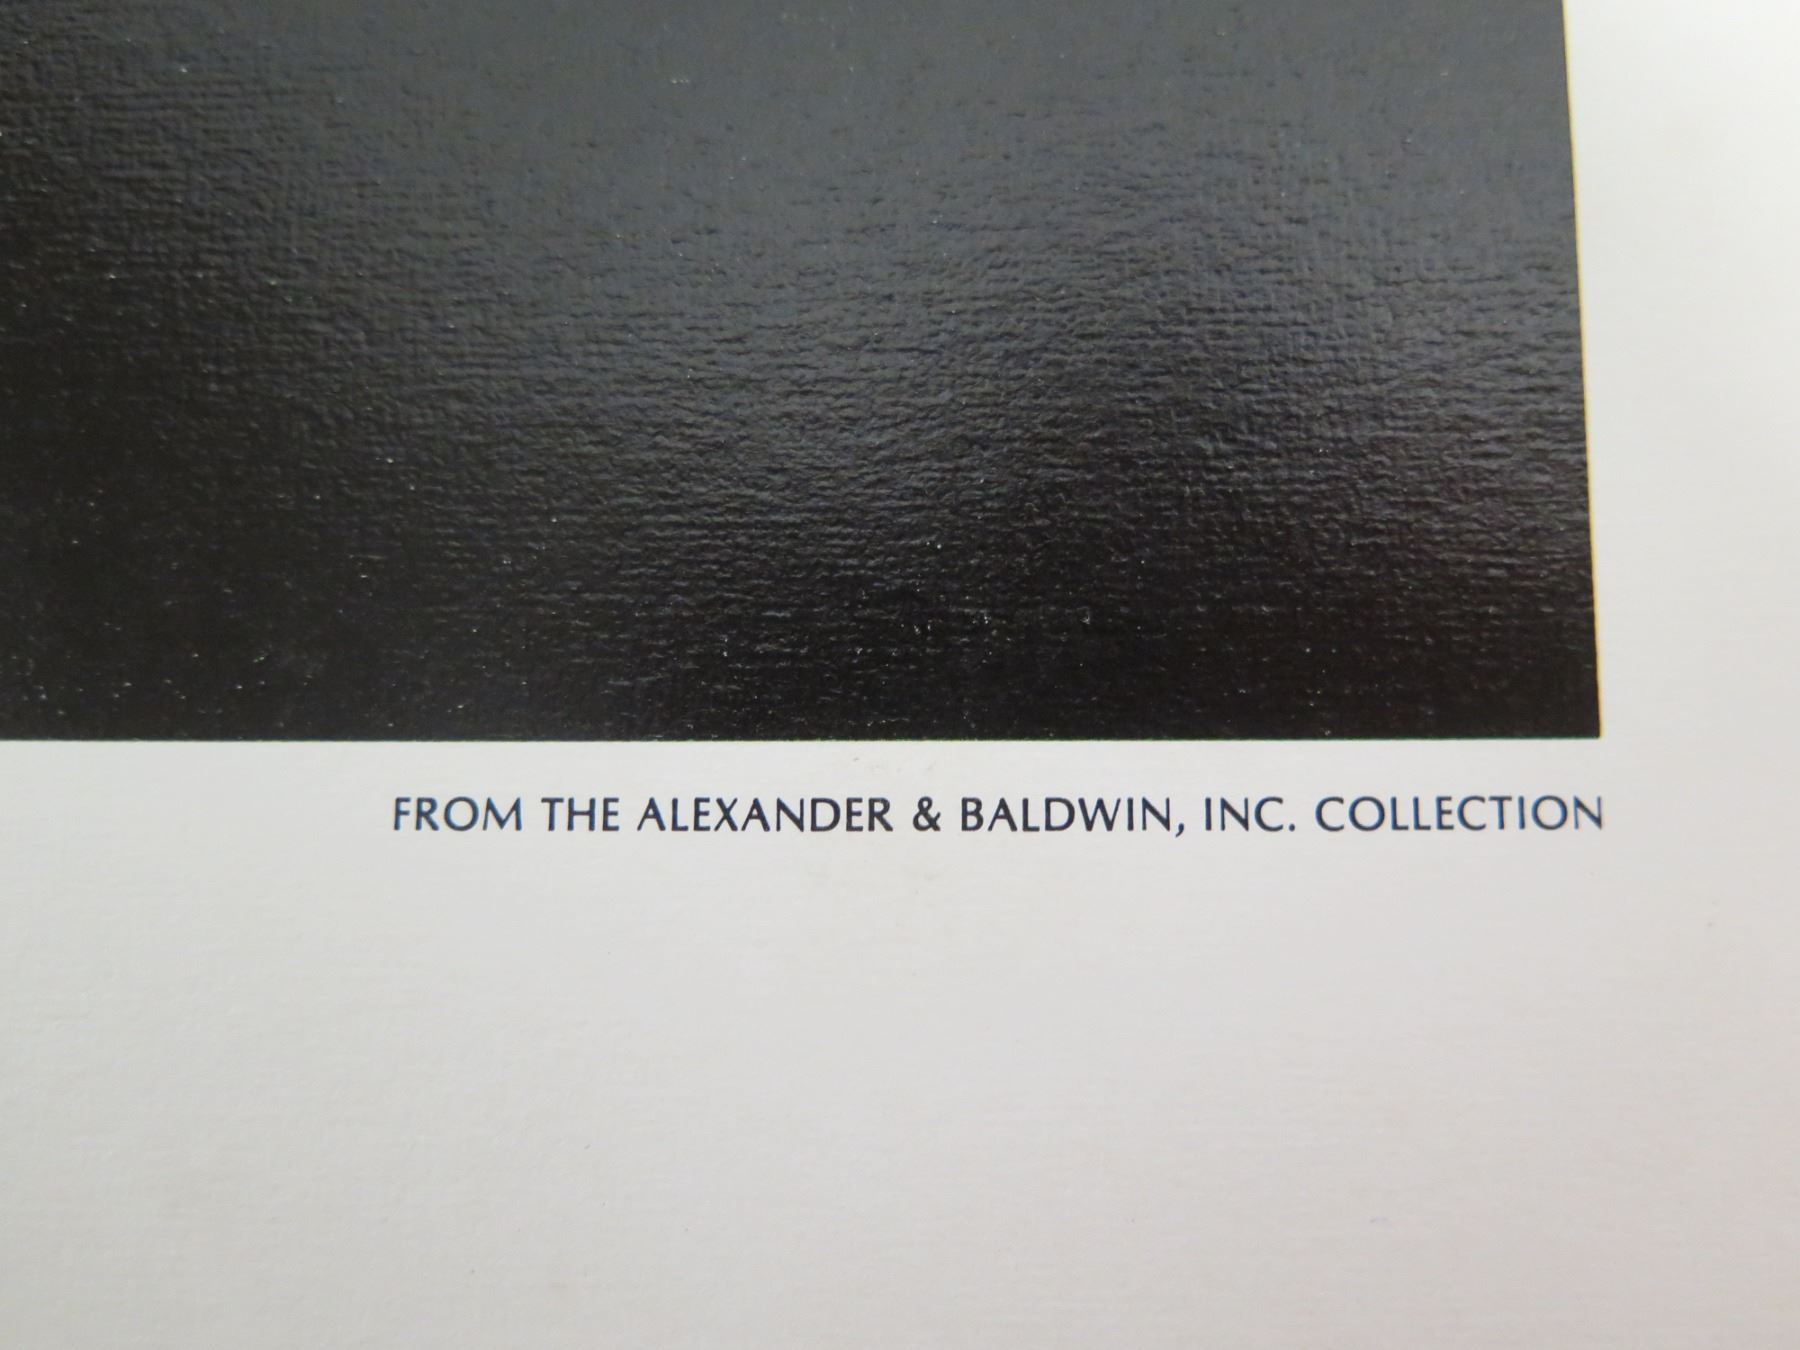 FROM THE ALEXANDER & BALDWIN, INC. COLLECTION